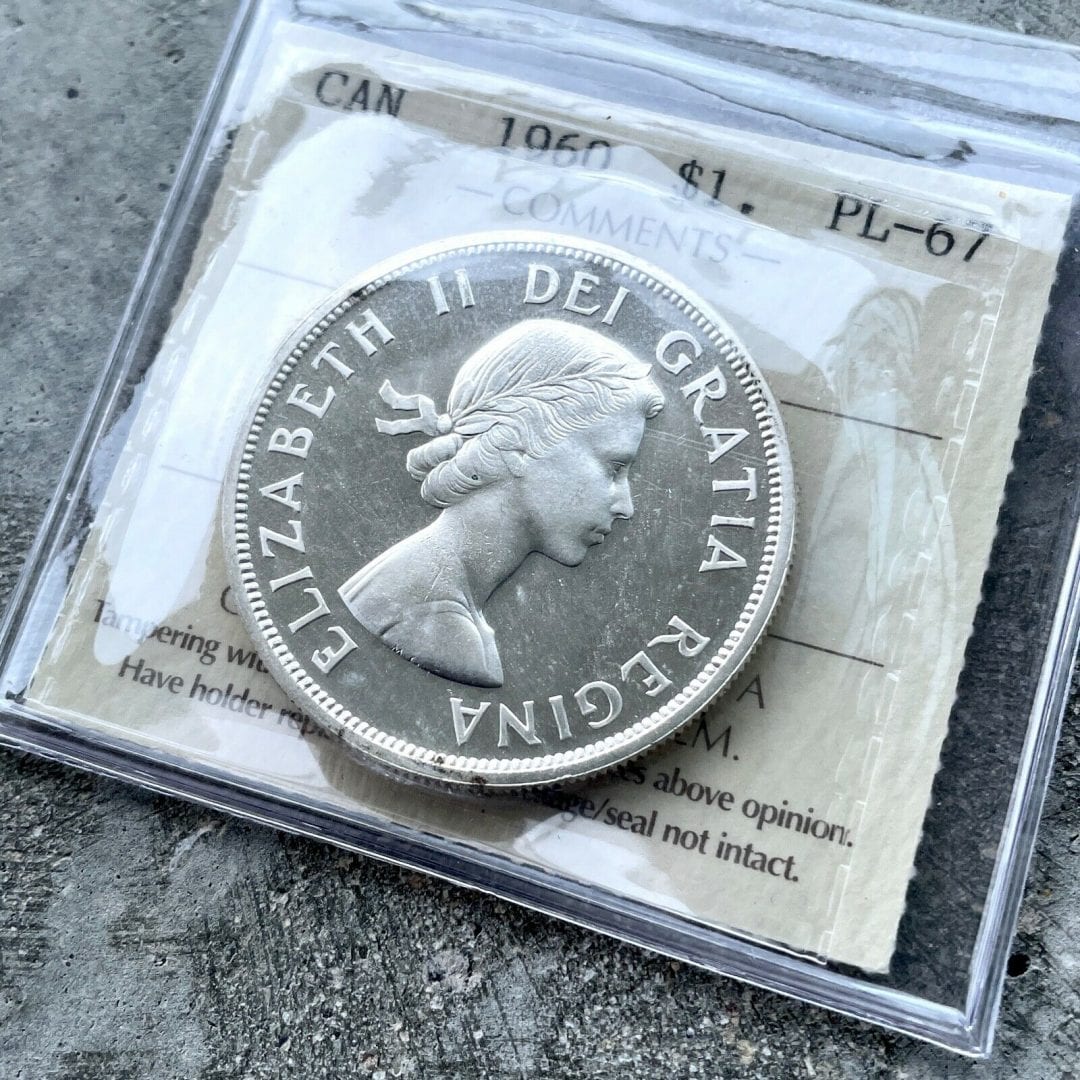 CAN 1960 $1. PL-67
— COMMENTS —
ELIZABETH II DEI GRATIA REGINA
Tampering
Have holder
above opinion.
seal not intact.